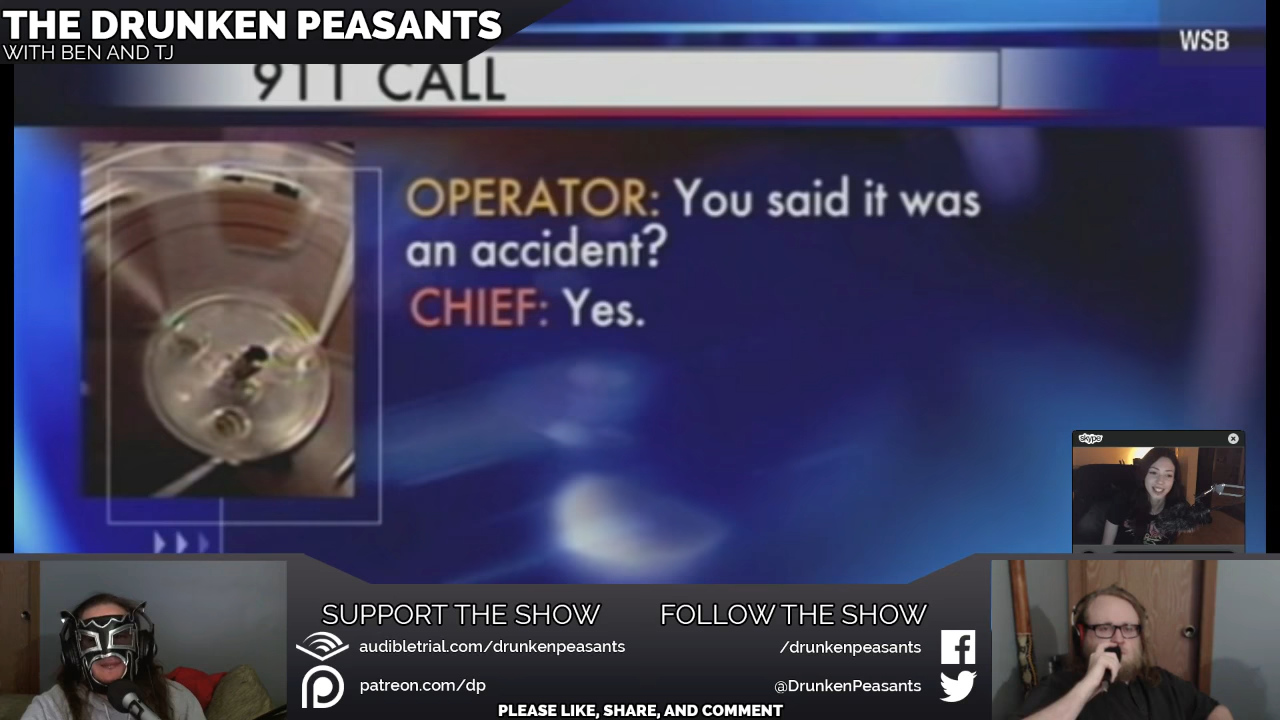 THE DRUNKEN PEASANTS
WITH BEN AND TJ
WSB
911 CALL
OPERATOR: You said it was
an accident?
CHIEF: Yes.
skype
SUPPORT THE SHOW
audibletrial.com/drunkenpeasants
patreon.com/dp
FOLLOW THE SHOW
/drunkenpeasants
@DrunkenPeasants
PLEASE LIKE, SHARE, AND COMMENT